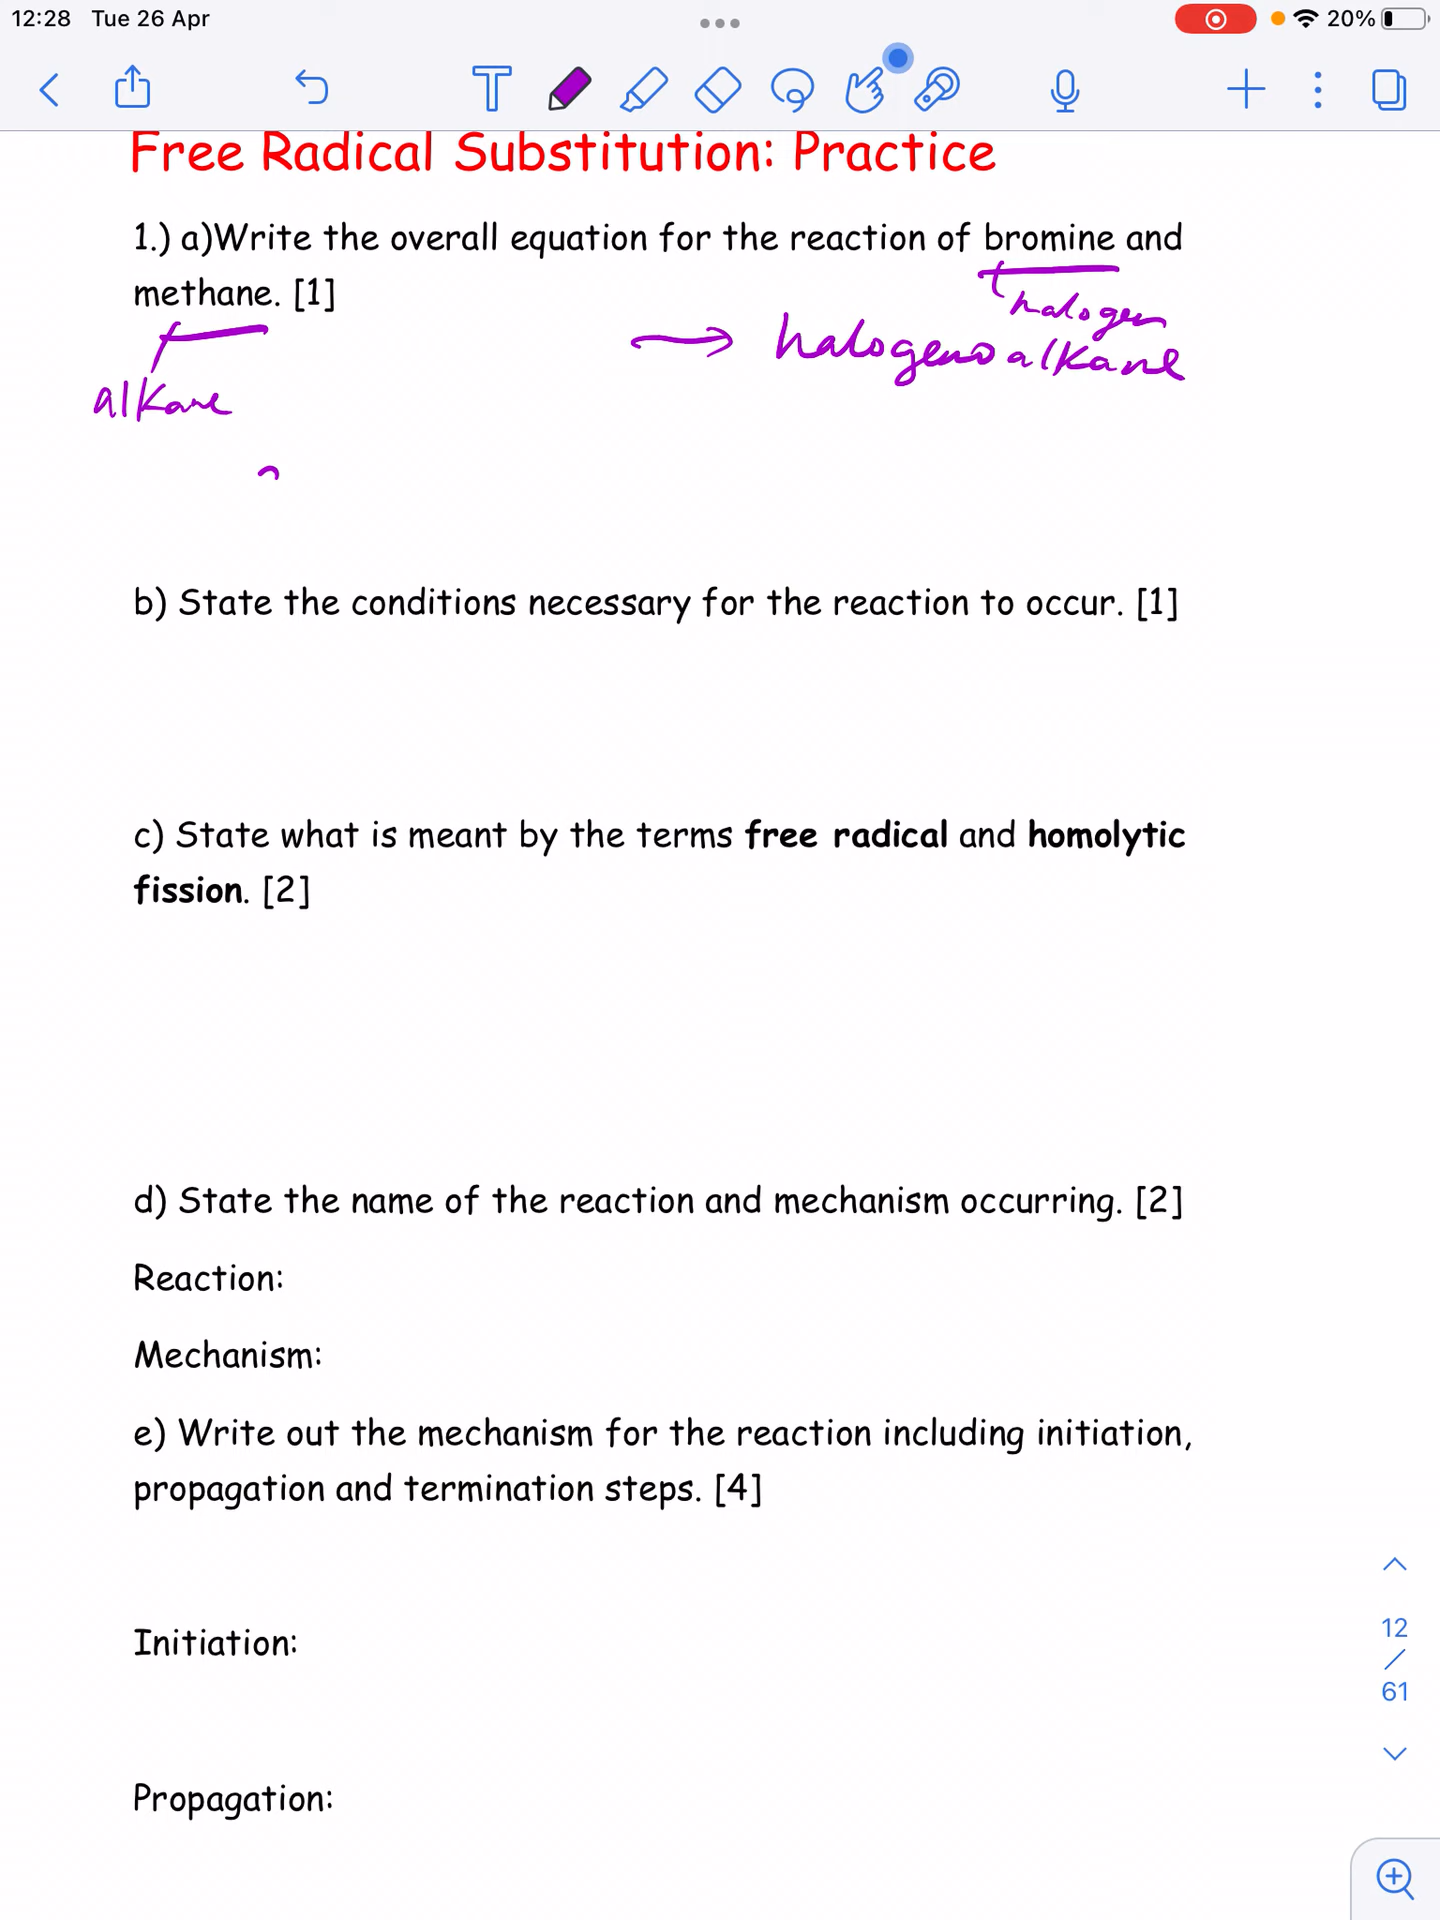 12:28 Tue 26 Apr
20%
T
Free Radical Substitution: Practice
1.) a)Write the overall equation for the reaction of bromine and
methane. [1]
halogen
→ halogenoalkane
alkane
b) State the conditions necessary for the reaction to occur. [1]
c) State what is meant by the terms free radical and homolytic
fission. [2]
d) State the name of the reaction and mechanism occurring. [2]
Reaction:
Mechanism:
e) Write out the mechanism for the reaction including initiation,
propagation and termination steps. [4]
Initiation:
12
/
61
Propagation: